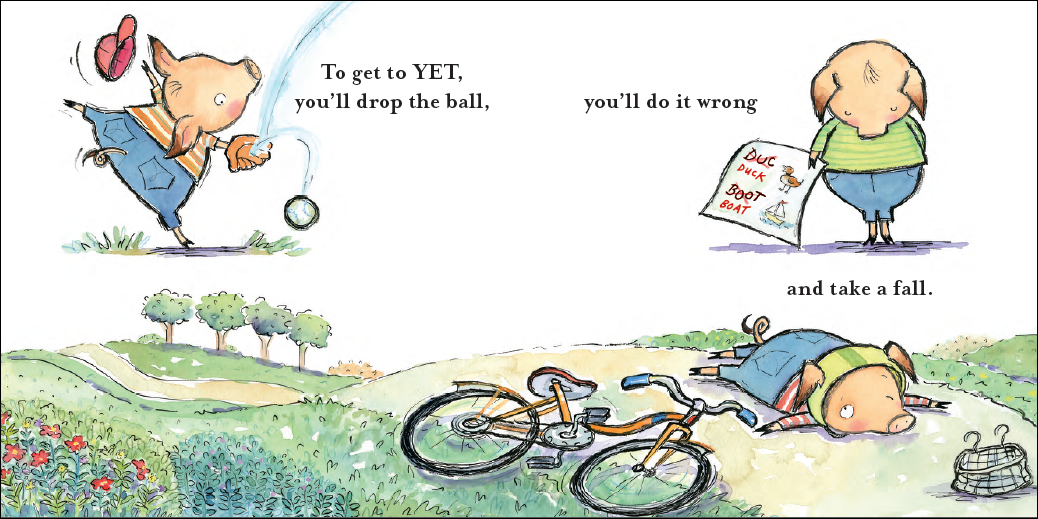 To get to YET,
you'll drop the ball,
you'll do it wrong
DUC
DUCK
BOOT
BOAT
and take a fall.